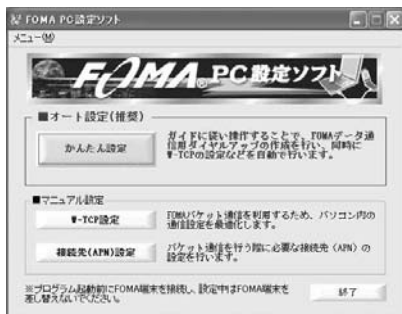 FOMA PC設定ソフト
メニュー(M)
FOMA PC設定ソフト
■オート設定(推奨)
かんたん設定
ガイドに従い操作することで、FOMAデータ通
信用ダイヤルアップの作成を行い、同時に
W-TCPの設定などを自動で行います。
■マニュアル設定
W-TCP設定
FOMAパケット通信を利用するため、パソコン内の
通信設定を最適化します。
接続先(APN)設定
パケット通信を行う際に必要な接続先(APN)の
設定を行います。
※プログラム起動前にFOMA端末を接続し、設定中はFOMA端末を
差し替えないでください。
終了